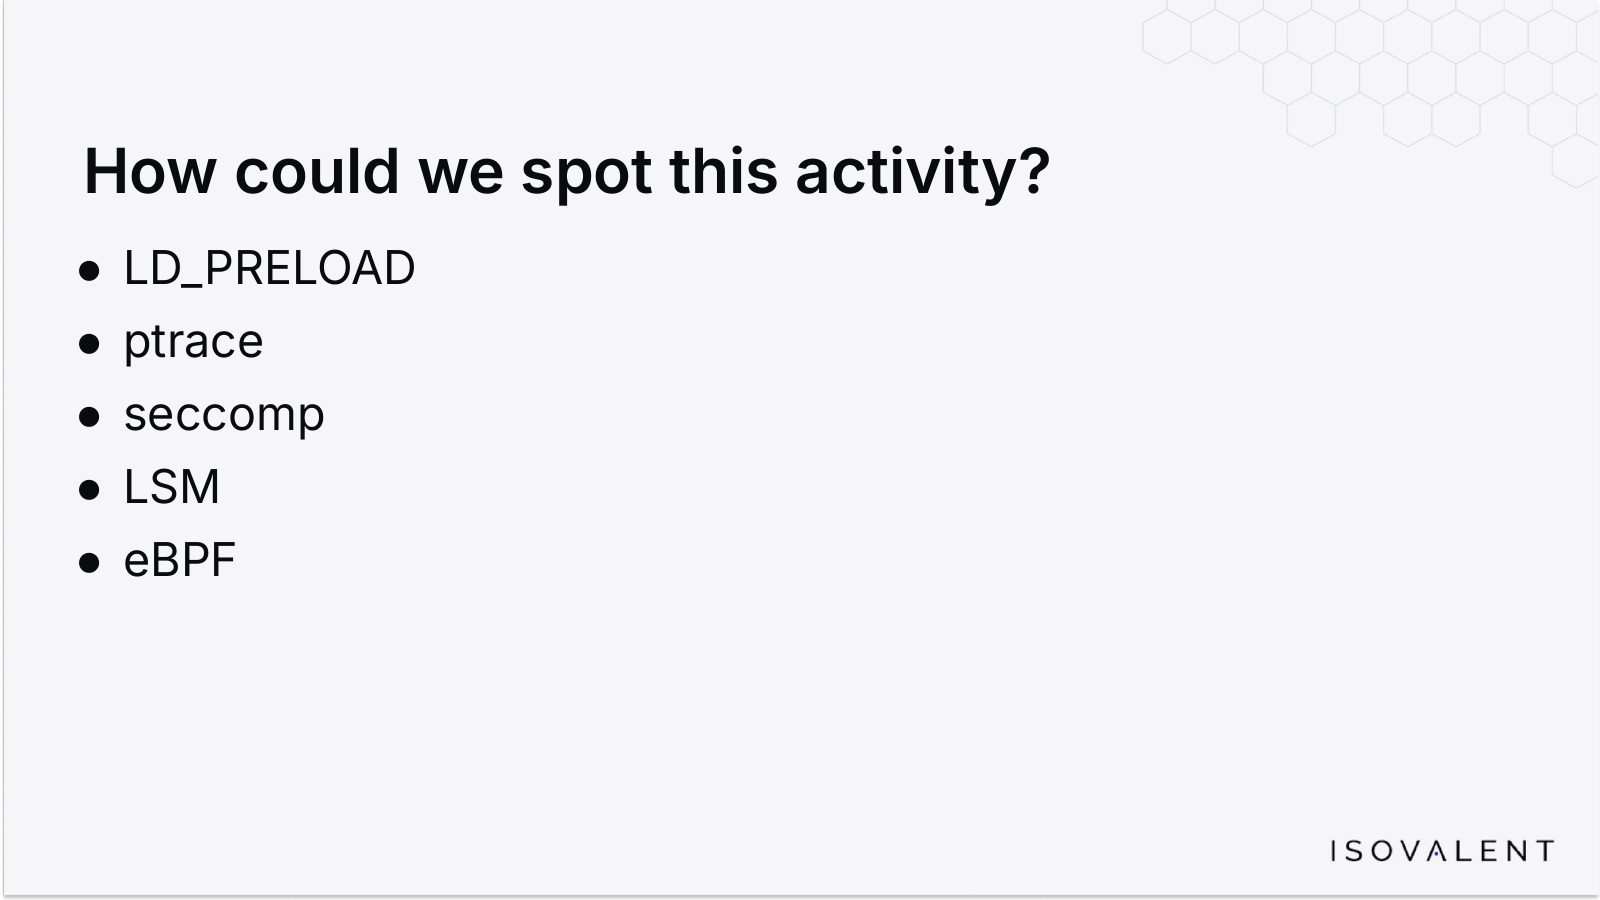 How could we spot this activity?
● LD_PRELOAD
● ptrace
● seccomp
● LSM
● eBPF
ISOVALENT